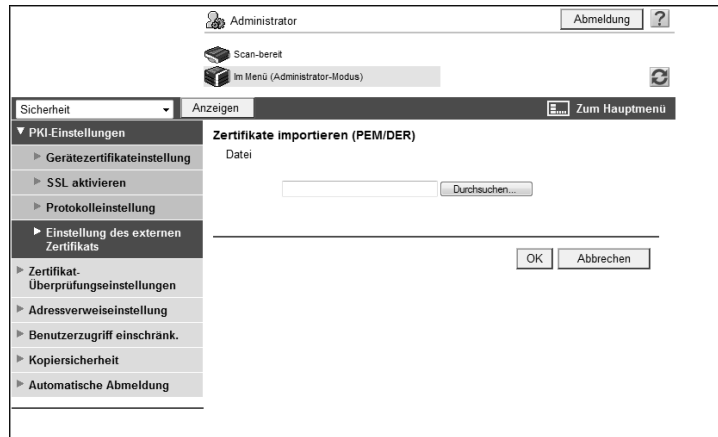 Administrator
Abmeldung
?
Scan-bereit
Im Menü (Administrator-Modus)
Sicherheit
Anzeigen
Zum Hauptmenü
PKI-Einstellungen
Gerätezertifikateinstellung
SSL aktivieren
Protokolleinstellung
Einstellung des externen
Zertifikats
Zertifikat-
Überprüfungseinstellungen
Adressverweiseinstellung
Benutzerzugriff einschränk.
Kopiersicherheit
Automatische Abmeldung
Zertifikate importieren (PEM/DER)
Datei
Durchsuchen...
OK
Abbrechen